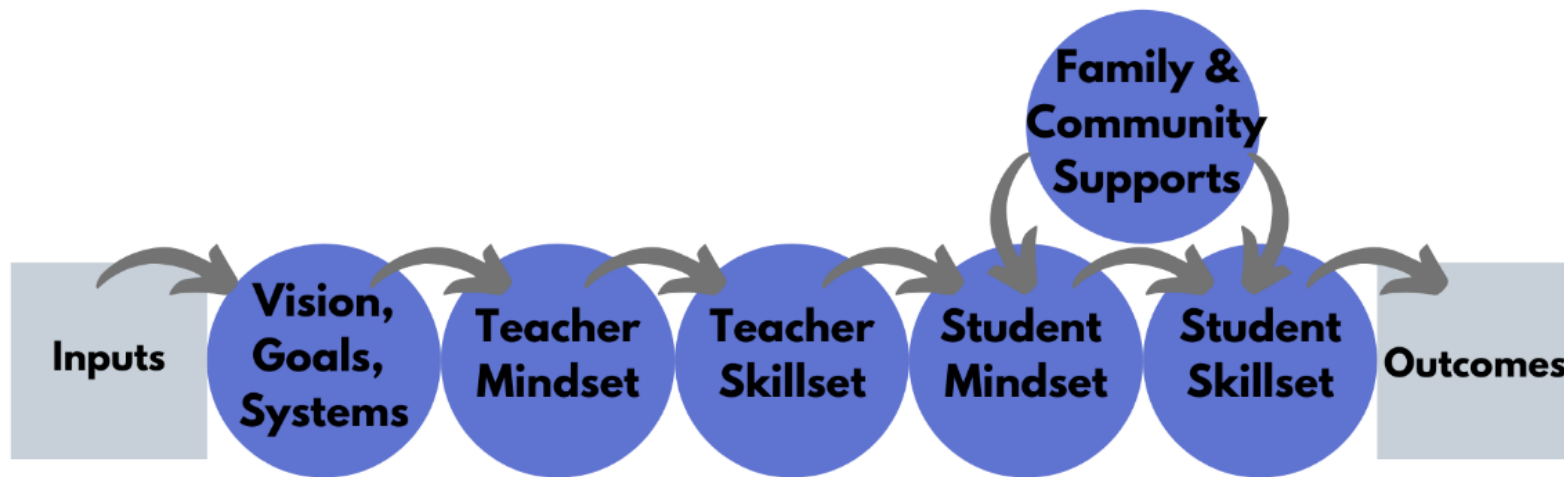 Family &
Community
Supports
Inputs
Vision,
Goals,
Systems
Teacher
Mindset
Teacher
Skillset
Student
Mindset
Student
Skillset
Outcomes